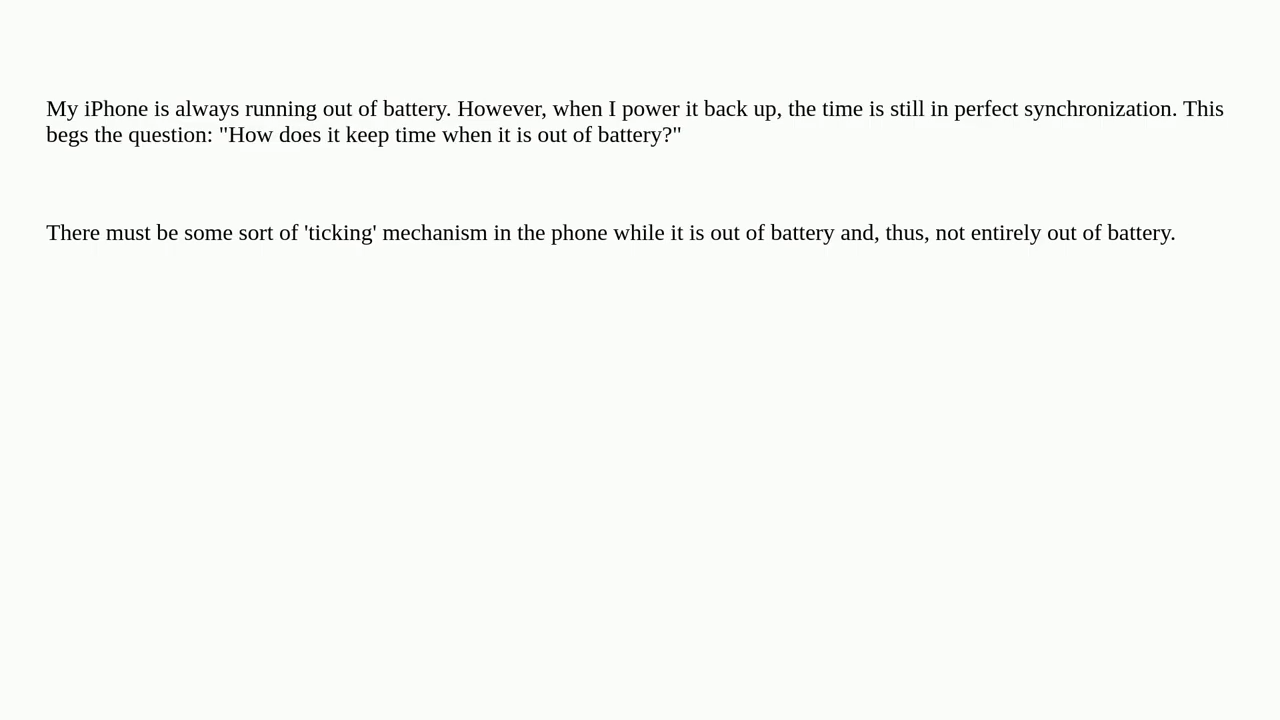 My iPhone is always running out of battery. However, when I power it back up, the time is still in perfect synchronization. This
begs the question: "How does it keep time when it is out of battery?"
There must be some sort of 'ticking' mechanism in the phone while it is out of battery and, thus, not entirely out of battery.